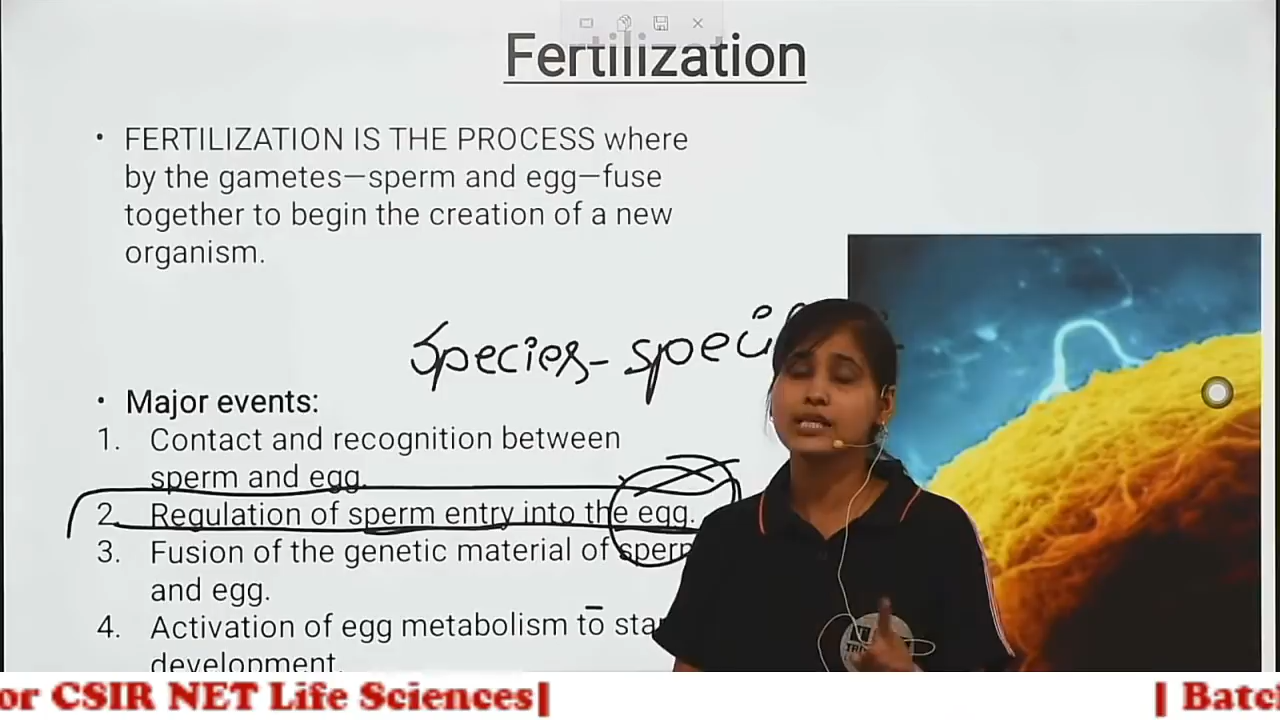 Fertilization
• FERTILIZATION IS THE PROCESS where
by the gametes—sperm and egg—fuse
together to begin the creation of a new
organism.
Species-
• Major events:
1. Contact and recognition between
sperm and egg.
2. Regulation of sperm entry into the egg.
3. Fusion of the genetic material of sperm
and egg.
4. Activation of egg metabolism to
development.
or CSIR NET Life Sciences| | Batc